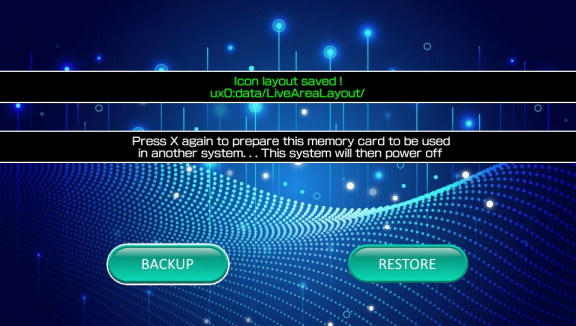 Icon layout saved !
ux0:data/LiveAreaLayout/
Press X again to prepare this memory card to be used
in another system. . . This system will then power off
BACKUP
RESTORE